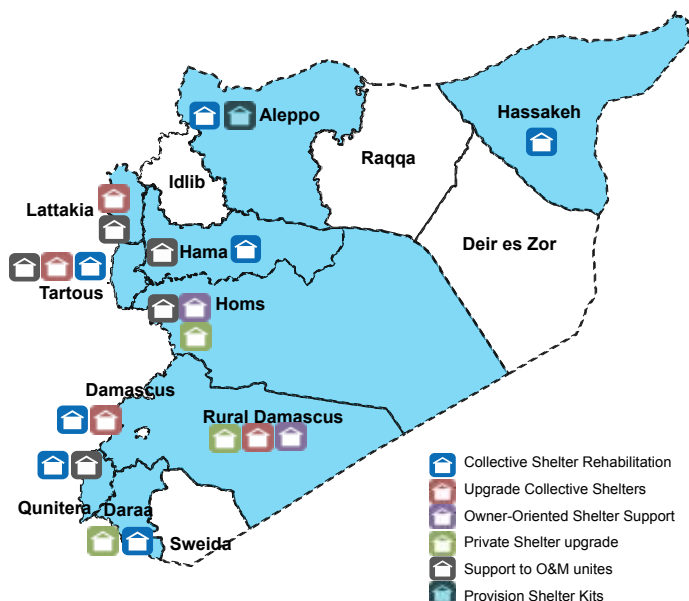 Aleppo
Hassakeh
Raqqa
Idlib
Lattakia
Deir es Zor
Hama
Tartous
Homs
Damascus
Rural Damascus
Qunitera
Daraa
Sweida
Collective Shelter Rehabilitation
Upgrade Collective Shelters
Owner-Oriented Shelter Support
Private Shelter upgrade
Support to O&M unites
Provision Shelter Kits